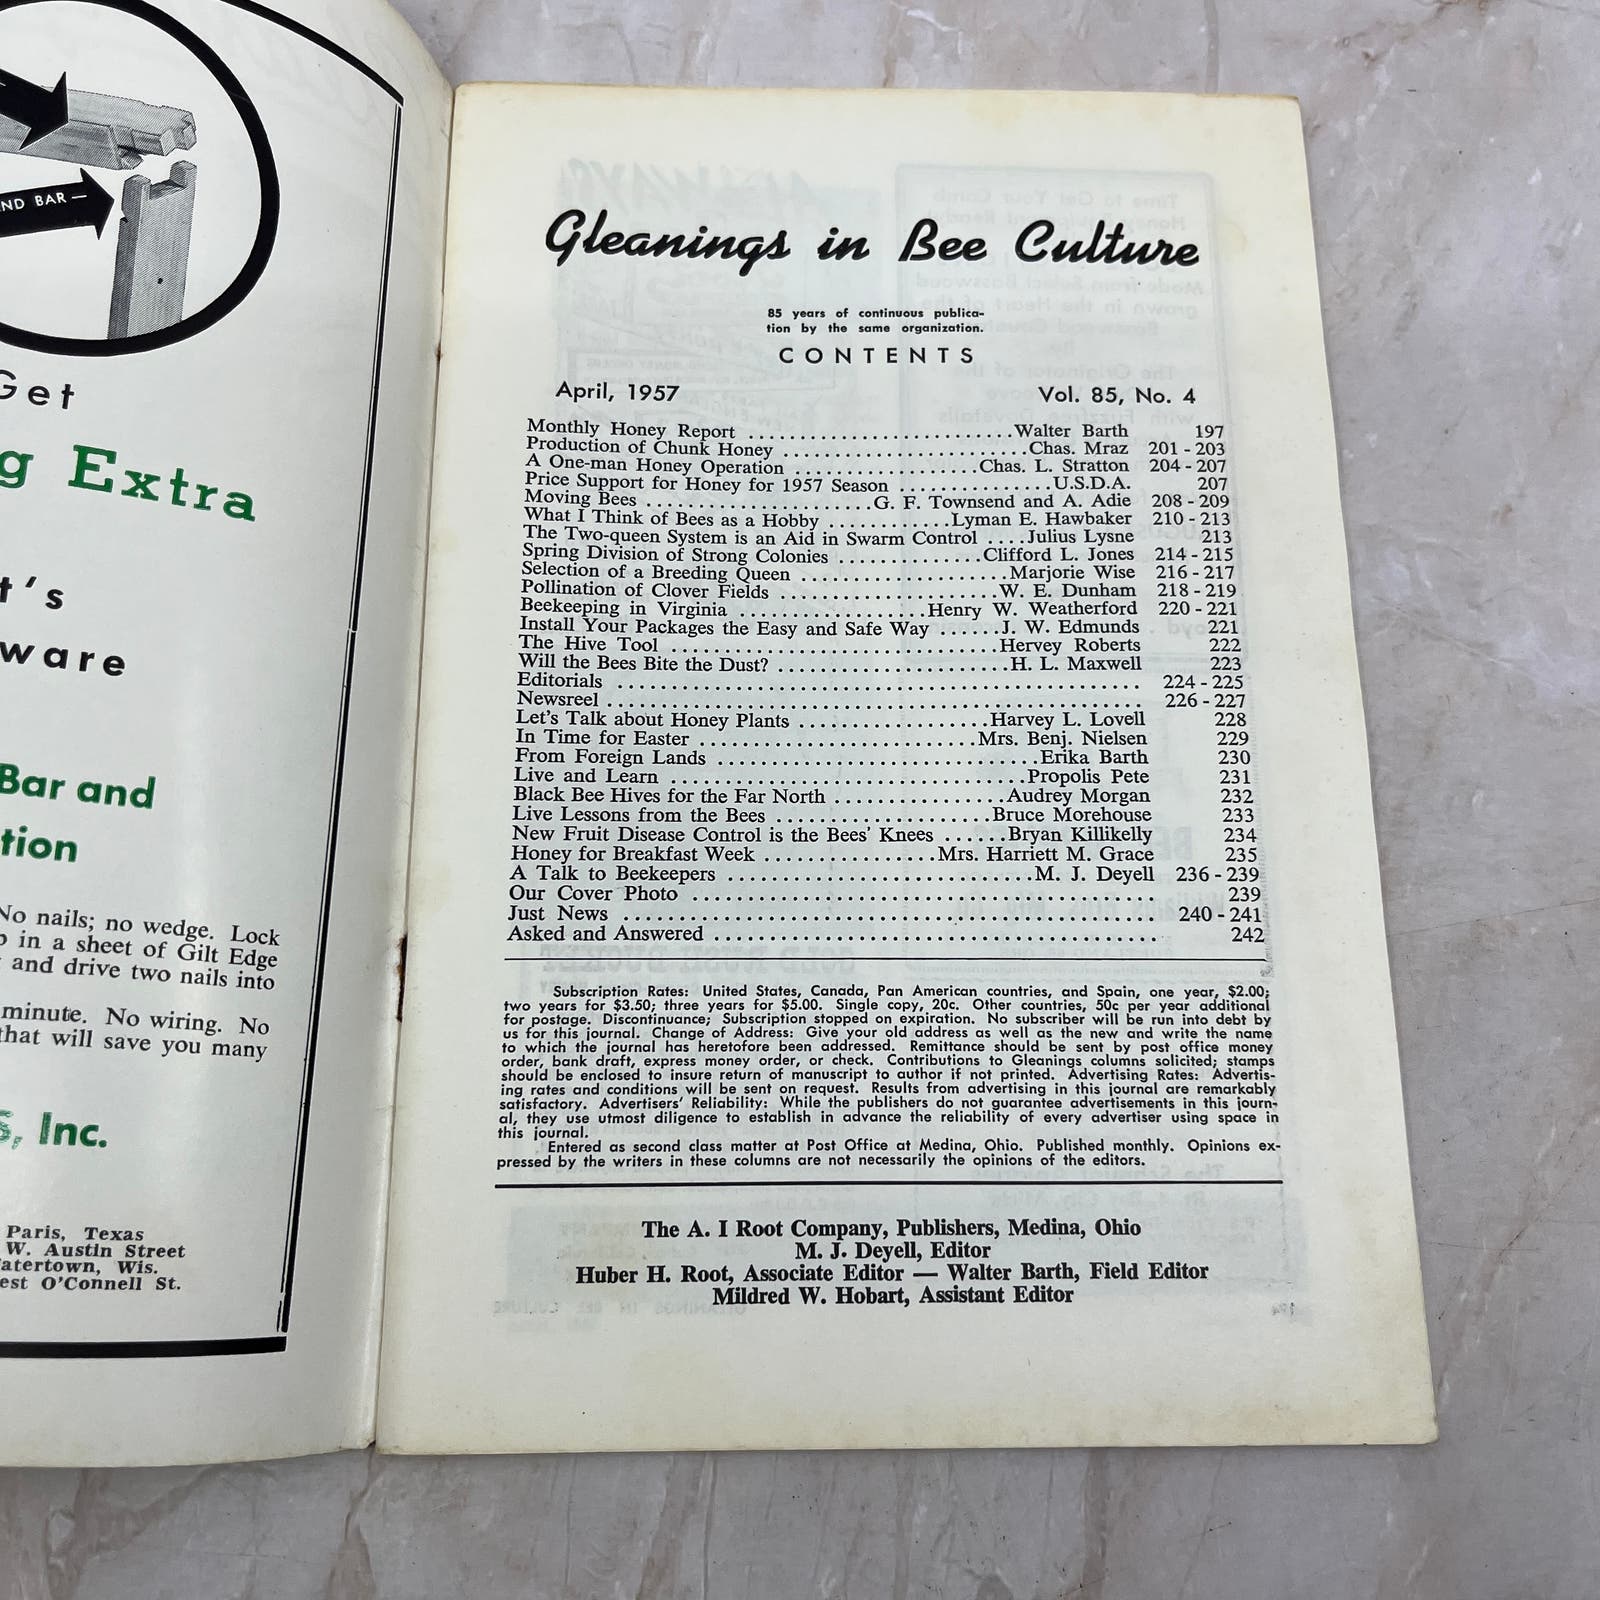 ND BAR —
Get
g Extra
t's
ware
Bar and
tion
No nails; no wedge. Lock
in a sheet of Gilt Edge
and drive two nails into
minute. No wiring. No
that will save you many
S, Inc.
Paris, Texas
W. Austin Street
atertown, Wis.
est O'Connell St.
Gleanings in Bee Culture
85 years of continuous publica-
tion by the same organization.
CONTENTS
April, 1957 Vol. 85, No. 4
Monthly Honey Report ..........................Walter Barth 197
Production of Chunk Honey ........................Chas. Mraz 201 - 203
A One-man Honey Operation ..................Chas. L. Stratton 204 - 207
Price Support for Honey for 1957 Season ...............U.S.D.A. 207
Moving Bees ......................G. F. Townsend and A. Adie 208 - 209
What I Think of Bees as a Hobby ............Lyman E. Hawbaker 210 - 213
The Two-queen System is an Aid in Swarm Control ....Julius Lysne 213
Spring Division of Strong Colonies ..............Clifford L. Jones 214 - 215
Selection of a Breeding Queen ....................Marjorie Wise 216 - 217
Pollination of Clover Fields ......................W. E. Dunham 218 - 219
Beekeeping in Virginia ....................Henry W. Weatherford 220 - 221
Install Your Packages the Easy and Safe Way ......J. W. Edmunds 221
The Hive Tool ................................Hervey Roberts 222
Will the Bees Bite the Dust? .......................H. L. Maxwell 223
Editorials .................................................... 224 - 225
Newsreel ..................................................... 226 - 227
Let's Talk about Honey Plants ...................Harvey L. Lovell 228
In Time for Easter ...........................Mrs. Benj. Nielsen 229
From Foreign Lands ................................Erika Barth 230
Live and Learn ...................................Propolis Pete 231
Black Bee Hives for the Far North .................Audrey Morgan 232
Live Lessons from the Bees ......................Bruce Morehouse 233
New Fruit Disease Control is the Bees' Knees ......Bryan Killikelly 234
Honey for Breakfast Week .................Mrs. Harriett M. Grace 235
A Talk to Beekeepers ..............................M. J. Deyell 236 - 239
Our Cover Photo .............................................. 239
Just News .................................................... 240 - 241
Asked and Answered ........................................... 242
Subscription Rates: United States, Canada, Pan American countries, and Spain, one year, $2.00;
two years for $3.50; three years for $5.00. Single copy, 20c. Other countries, 50c per year additional
for postage. Discontinuance; Subscription stopped on expiration. No subscriber will be run into debt by
us for this journal. Change of Address: Give your old address as well as the new and write the name
to which the journal has heretofore been addressed. Remittance should be sent by post office money
order, bank draft, express money order, or check. Contributions to Gleanings columns solicited; stamps
should be enclosed to insure return of manuscript to author if not printed. Advertising Rates: Advertis-
ing rates and conditions will be sent on request. Results from advertising in this journal are remarkably
satisfactory. Advertisers' Reliability: While the publishers do not guarantee advertisements in this journ-
al, they use utmost diligence to establish in advance the reliability of every advertiser using space in
this journal.
Entered as second class matter at Post Office at Medina, Ohio. Published monthly. Opinions ex-
pressed by the writers in these columns are not necessarily the opinions of the editors.
The A. I Root Company, Publishers, Medina, Ohio
M. J. Deyell, Editor
Huber H. Root, Associate Editor — Walter Barth, Field Editor
Mildred W. Hobart, Assistant Editor